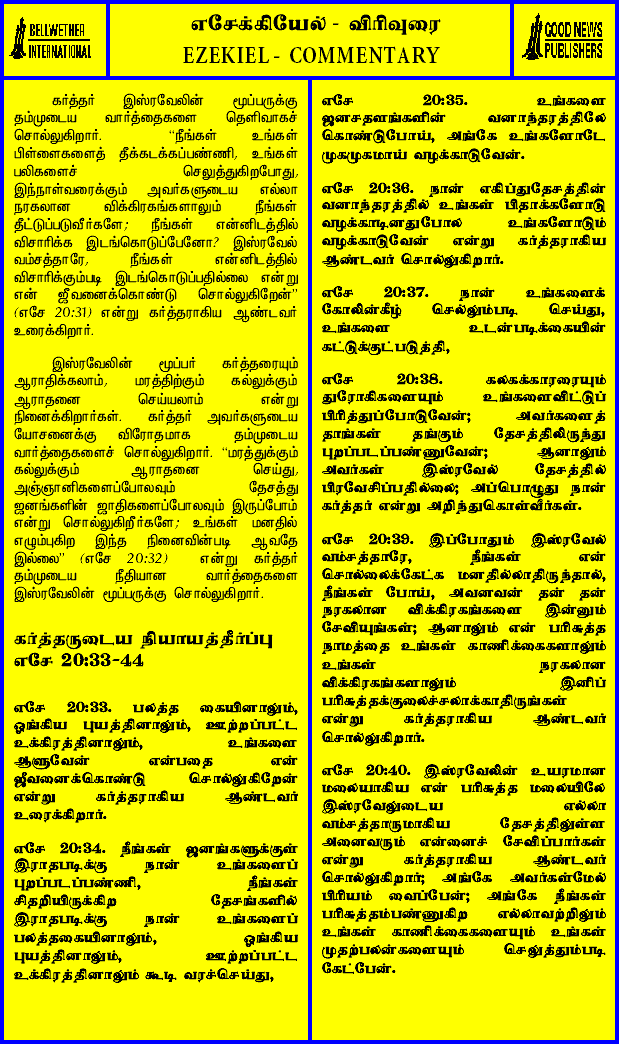 BELLWETHER
INTERNATIONAL
எசேக்கியேல் - விரிவுரை
EZEKIEL - COMMENTARY
GOOD NEWS
PUBLISHERS
கர்த்தர் இஸ்ரவேலின் மூப்பருக்கு
தம்முடைய வார்த்தைகளை தெளிவாகச்
சொல்லுகிறார். “நீங்கள் உங்கள்
பிள்ளைகளைத் தீக்கடக்கப்பண்ணி, உங்கள்
பலிகளைச் செலுத்துகிறபோது,
இந்நாள்வரைக்கும் அவர்களுடைய எல்லா
நரகலான விக்கிரகங்களாலும் நீங்கள்
தீட்டுப்படுவீர்களே; நீங்கள் என்னிடத்தில்
விசாரிக்க இடங்கொடுப்பேனோ? இஸ்ரவேல்
வம்சத்தாரே, நீங்கள் என்னிடத்தில்
விசாரிக்கும்படி இடங்கொடுப்பதில்லை என்று
என் ஜீவனைக்கொண்டு சொல்லுகிறேன்”
(எசே 20:31) என்று கர்த்தராகிய ஆண்டவர்
உரைக்கிறார்.
இஸ்ரவேலின் மூப்பர் கர்த்தரையும்
ஆராதிக்கலாம், மரத்திற்கும் கல்லுக்கும்
ஆராதனை செய்யலாம் என்று
நினைக்கிறார்கள். கர்த்தர் அவர்களுடைய
யோசனைக்கு விரோதமாக தம்முடைய
வார்த்தைகளைச் சொல்லுகிறார். “மரத்துக்கும்
கல்லுக்கும் ஆராதனை செய்து,
அஞ்ஞானிகளைப்போலவும் தேசத்து
ஜனங்களின் ஜாதிகளைப்போலவும் இருப்போம்
என்று சொல்லுகிறீர்களே; உங்கள் மனதில்
எழும்புகிற இந்த நினைவின்படி ஆவதே
இல்லை” (எசே 20:32) என்று கர்த்தர்
தம்முடைய நீதியான வார்த்தைகளை
இஸ்ரவேலின் மூப்பருக்கு சொல்லுகிறார்.
கர்த்தருடைய நியாயத்தீர்ப்பு
எசே 20:33-44
எசே 20:33. பலத்த கையினாலும்,
ஓங்கிய புயத்தினாலும், ஊற்றப்பட்ட
உக்கிரத்தினாலும், உங்களை
ஆளுவேன் என்பதை என்
ஜீவனைக்கொண்டு சொல்லுகிறேன்
என்று கர்த்தராகிய ஆண்டவர்
உரைக்கிறார்.
எசே 20:34. நீங்கள் ஜனங்களுக்குள்
இராதபடிக்கு நான் உங்களைப்
புறப்படப்பண்ணி, நீங்கள்
சிதறியிருக்கிற தேசங்களில்
இராதபடிக்கு நான் உங்களைப்
பலத்தகையினாலும், ஓங்கிய
புயத்தினாலும், ஊற்றப்பட்ட
உக்கிரத்தினாலும் கூடி வரச்செய்து,
எசே 20:35. உங்களை
ஜனசதளங்களின் வனாந்தரத்திலே
கொண்டுபோய், அங்கே உங்களோடே
முகமுகமாய் வழக்காடுவேன்.
எசே 20:36. நான் எகிப்துதேசத்தின்
வனாந்தரத்தில் உங்கள் பிதாக்களோடு
வழக்காடினதுபோல உங்களோடும்
வழக்காடுவேன் என்று கர்த்தராகிய
ஆண்டவர் சொல்லுகிறார்.
எசே 20:37. நான் உங்களைக்
கோலின்கீழ் செல்லும்படி செய்து,
உங்களை உடன்படிக்கையின்
கட்டுக்குட்படுத்தி,
எசே 20:38. கலகக்காரரையும்
துரோகிகளையும் உங்களைவிட்டுப்
பிரித்துப்போடுவேன்; அவர்களைத்
தாங்கள் தங்கும் தேசத்திலிருந்து
புறப்படப்பண்ணுவேன்; ஆனாலும்
அவர்கள் இஸ்ரவேல் தேசத்தில்
பிரவேசிப்பதில்லை; அப்பொழுது நான்
கர்த்தர் என்று அறிந்துகொள்வீர்கள்.
எசே 20:39. இப்போதும் இஸ்ரவேல்
வம்சத்தாரே, நீங்கள் என்
சொல்லைக்கேட்க மனதில்லாதிருந்தால்,
நீங்கள் போய், அவனவன் தன் தன்
நரகலான விக்கிரகங்களை இன்னும்
சேவியுங்கள்; ஆனாலும் என் பரிசுத்த
நாமத்தை உங்கள் காணிக்கைகளாலும்
உங்கள் நரகலான
விக்கிரகங்களாலும் இனிப்
பரிசுத்தக்குலைச்சலாக்காதிருங்கள்
என்று கர்த்தராகிய ஆண்டவர்
சொல்லுகிறார்.
எசே 20:40. இஸ்ரவேலின் உயரமான
மலையாகிய என் பரிசுத்த மலையிலே
இஸ்ரவேலுடைய எல்லா
வம்சத்தாருமாகிய தேசத்திலுள்ள
அனைவரும் என்னைச் சேவிப்பார்கள்
என்று கர்த்தராகிய ஆண்டவர்
சொல்லுகிறார்; அங்கே அவர்கள்மேல்
பிரியம் வைப்பேன்; அங்கே நீங்கள்
பரிசுத்தம்பண்ணுகிற எல்லாவற்றிலும்
உங்கள் காணிக்கைகளையும் உங்கள்
முதற்பலன்களையும் செலுத்தும்படி
கேட்பேன்.